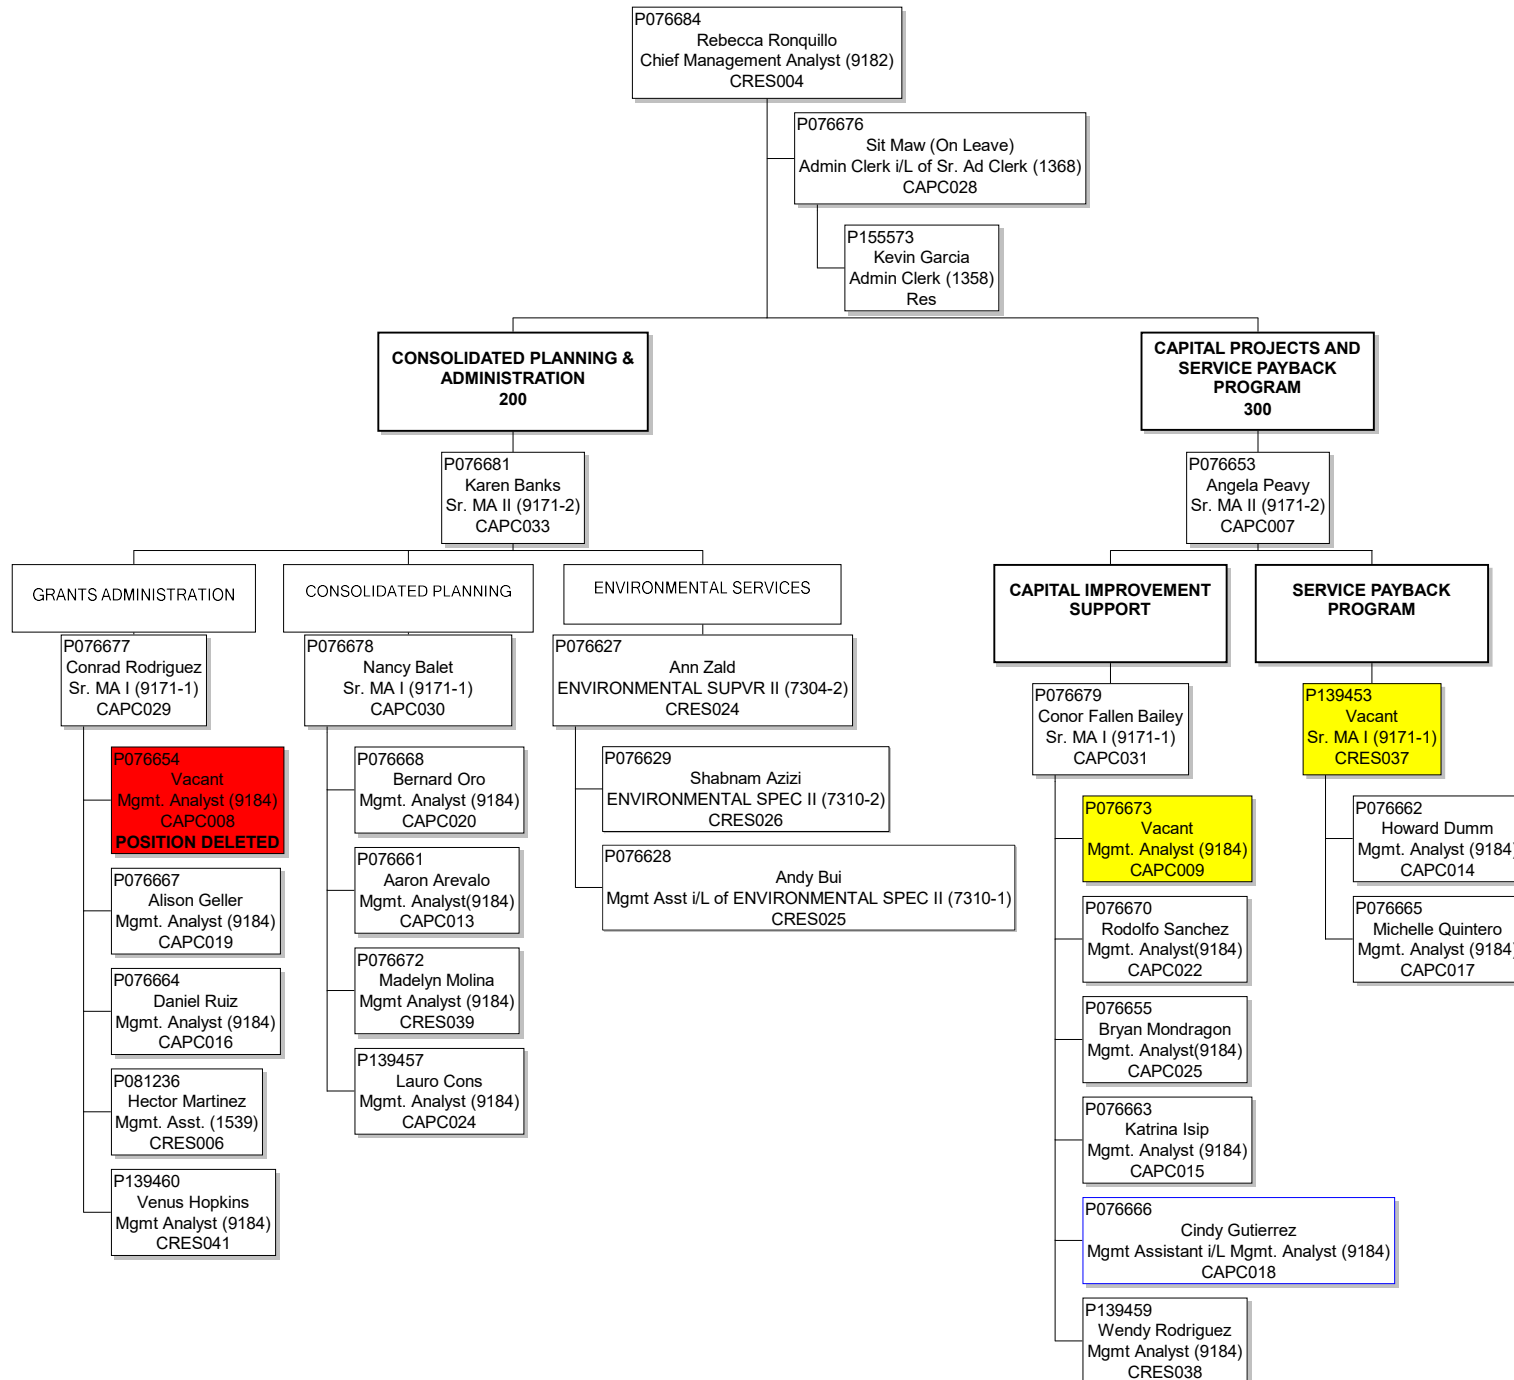 P076684
Rebecca Ronquillo
Chief Management Analyst (9182)
CRES004
P076676
Sit Maw (On Leave)
Admin Clerk i/L of Sr. Ad Clerk (1368)
CAPC028
P155573
Kevin Garcia
Admin Clerk (1358)
Res
CONSOLIDATED PLANNING &
ADMINISTRATION
200
P076681
Karen Banks
Sr. MA II (9171-2)
CAPC033
GRANTS ADMINISTRATION
P076677
Conrad Rodriguez
Sr. MA I (9171-1)
CAPC029
P076654
Vacant
Mgmt. Analyst (9184)
CAPC008
POSITION DELETED
P076667
Alison Geller
Mgmt. Analyst (9184)
CAPC019
P076664
Daniel Ruiz
Mgmt. Analyst (9184)
CAPC016
P081236
Hector Martinez
Mgmt. Asst. (1539)
CRES006
P139460
Venus Hopkins
Mgmt Analyst (9184)
CRES041
CONSOLIDATED PLANNING
P076678
Nancy Balet
Sr. MA I (9171-1)
CAPC030
P076668
Bernard Oro
Mgmt. Analyst (9184)
CAPC020
P076661
Aaron Arevalo
Mgmt. Analyst(9184)
CAPC013
P076672
Madelyn Molina
Mgmt Analyst (9184)
CRES039
P139457
Lauro Cons
Mgmt. Analyst (9184)
CAPC024
ENVIRONMENTAL SERVICES
P076627
Ann Zald
ENVIRONMENTAL SUPVR II (7304-2)
CRES024
P076629
Shabnam Azizi
ENVIRONMENTAL SPEC II (7310-2)
CRES026
P076628
Andy Bui
Mgmt Asst i/L of ENVIRONMENTAL SPEC II (7310-1)
CRES025
CAPITAL PROJECTS AND
SERVICE PAYBACK
PROGRAM
300
P076653
Angela Peavy
Sr. MA II (9171-2)
CAPC007
CAPITAL IMPROVEMENT
SUPPORT
P076679
Conor Fallen Bailey
Sr. MA I (9171-1)
CAPC031
P076673
Vacant
Mgmt. Analyst (9184)
CAPC009
P076670
Rodolfo Sanchez
Mgmt. Analyst(9184)
CAPC022
P076655
Bryan Mondragon
Mgmt. Analyst(9184)
CAPC025
P076663
Katrina Isip
Mgmt. Analyst (9184)
CAPC015
P076666
Cindy Gutierrez
Mgmt Assistant i/L Mgmt. Analyst (9184)
CAPC018
P139459
Wendy Rodriguez
Mgmt Analyst (9184)
CRES038
SERVICE PAYBACK
PROGRAM
P139453
Vacant
Sr. MA I (9171-1)
CRES037
P076662
Howard Dumm
Mgmt. Analyst (9184)
CAPC014
P076665
Michelle Quintero
Mgmt. Analyst (9184)
CAPC017